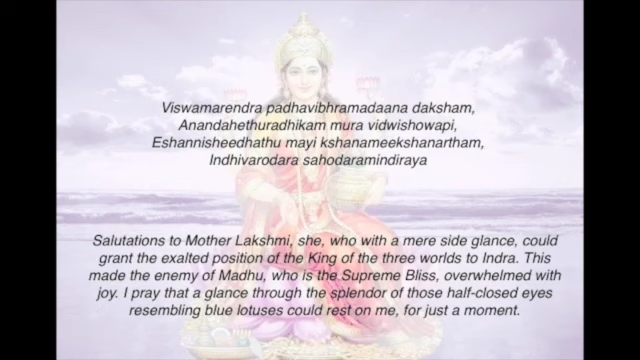 Viswamarendra padhavibhramadaana daksham,
Anandahethuradhikam mura vidwishowapi,
Eshannisheedhathu mayi kshanameekshanartham,
Indhivarodara sahodaramindiraya
Salutations to Mother Lakshmi, she, who with a mere side glance, could
grant the exalted position of the King of the three worlds to Indra. This
made the enemy of Madhu, who is the Supreme Bliss, overwhelmed with
joy. I pray that a glance through the splendor of those half-closed eyes
resembling blue lotuses could rest on me, for just a moment.